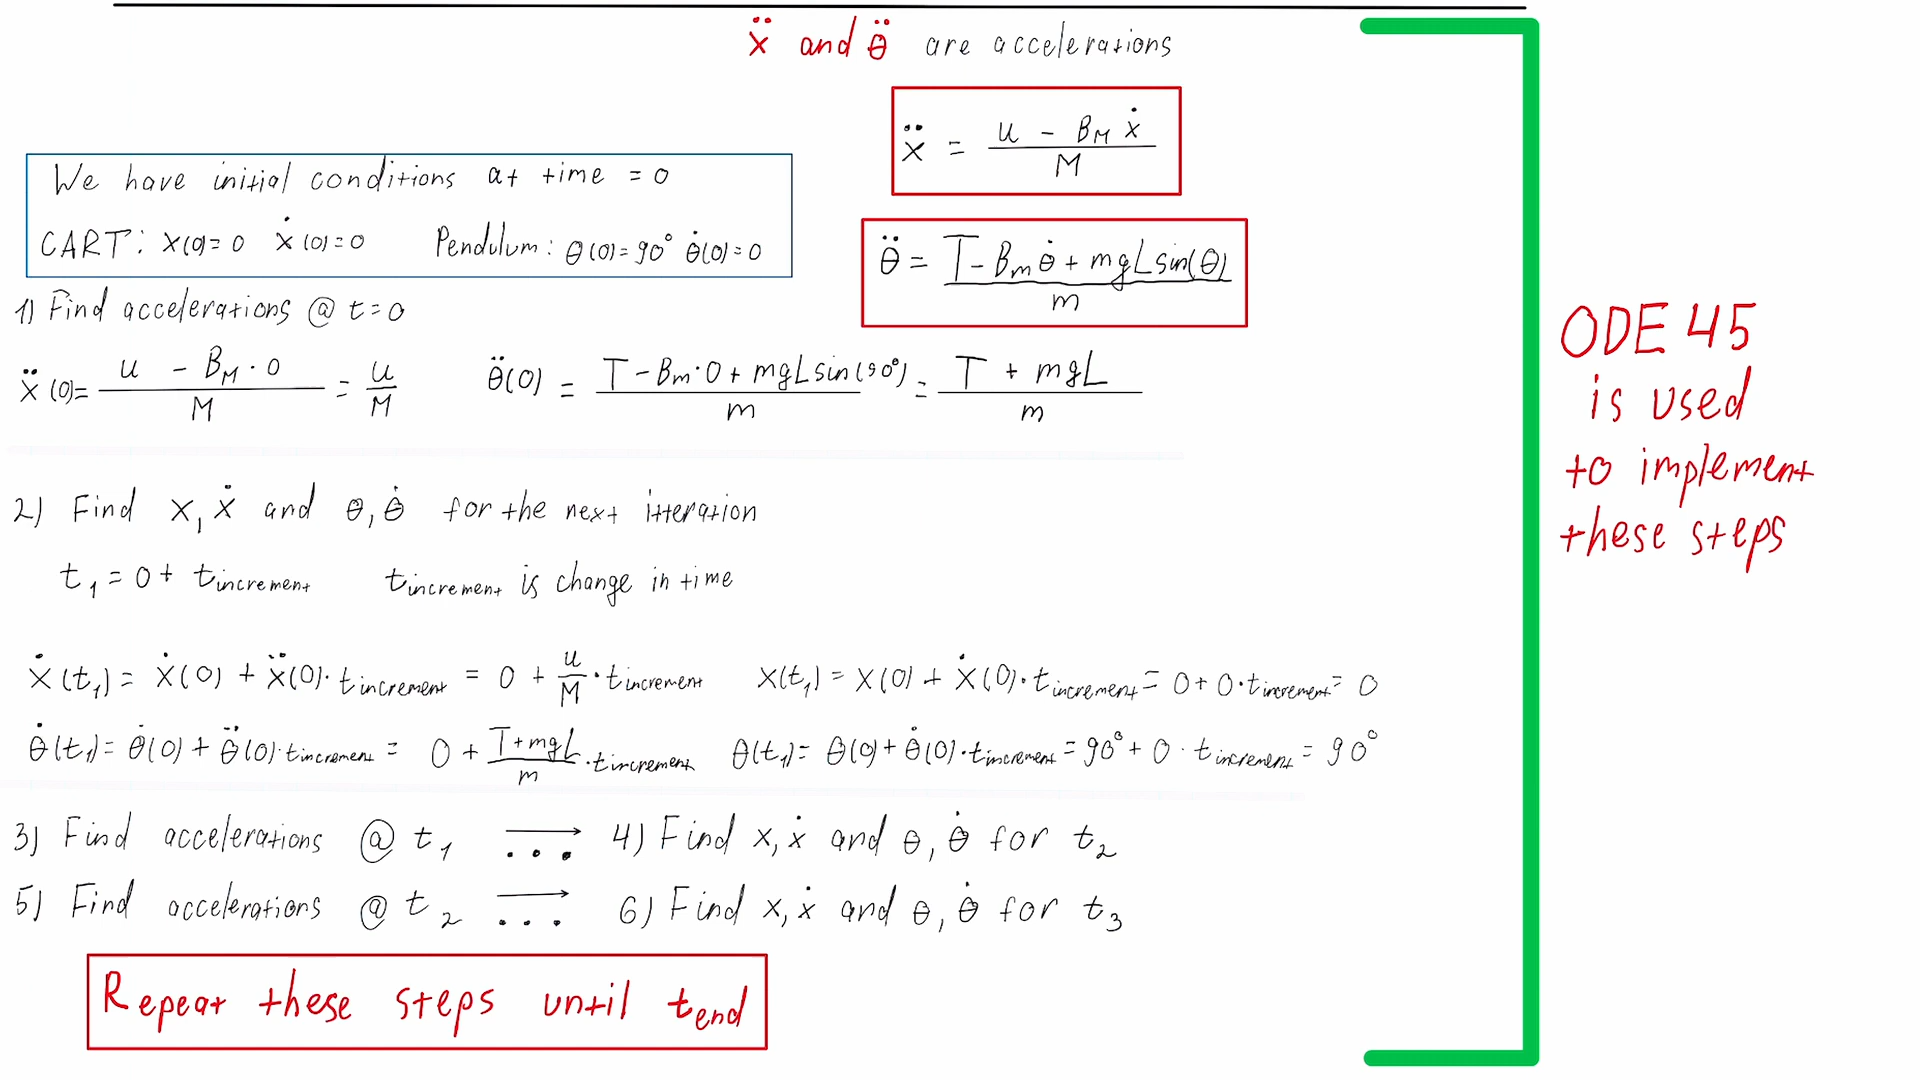 ẍ and θ̈ are accelerations
ẍ = (u - B_M ẋ) / M
We have initial conditions at time = 0
CART: x(0)=0 ẋ(0)=0 Pendulum: θ(0)=90° θ̇(0)=0
θ̈ = (T - B_m θ̇ + mgLsin(θ)) / m
1) Find accelerations @ t=0
ẍ(0) = (u - B_M · 0) / M = u / M θ̈(0) = (T - B_m · 0 + mgLsin(90°)) / m = (T + mgL) / m
2) Find x, ẋ and θ, θ̇ for the next itteration
t₁ = 0 + t_increment t_increment is change in time
ẋ(t₁) = ẋ(0) + ẍ(0) · t_increment = 0 + u/M · t_increment x(t₁) = x(0) + ẋ(0) · t_increment = 0 + 0 · t_increment = 0
θ̇(t₁) = θ̇(0) + θ̈(0) · t_increment = 0 + (T+mgL)/m · t_increment θ(t₁) = θ(0) + θ̇(0) · t_increment = 90° + 0 · t_increment = 90°
3) Find accelerations @ t₁ → ... 4) Find x, ẋ and θ, θ̇ for t₂
5) Find accelerations @ t₂ → ... 6) Find x, ẋ and θ, θ̇ for t₃
Repeat these steps until t_end
ODE 45
is used
to implement
these steps